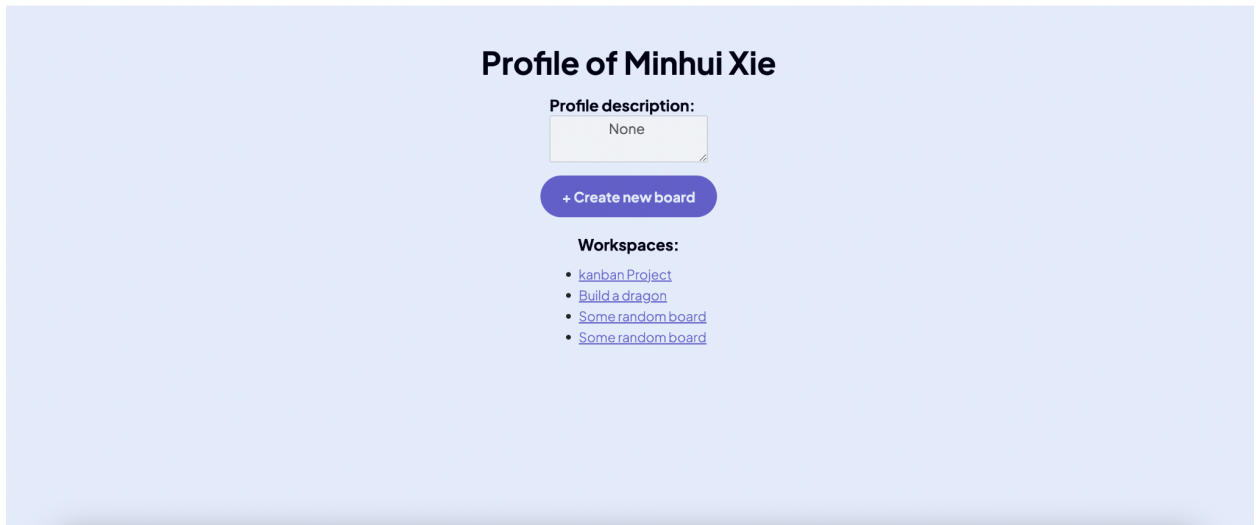 Profile of Minhui Xie
Profile description:
None
+ Create new board
Workspaces:
kanban Project
Build a dragon
Some random board
Some random board